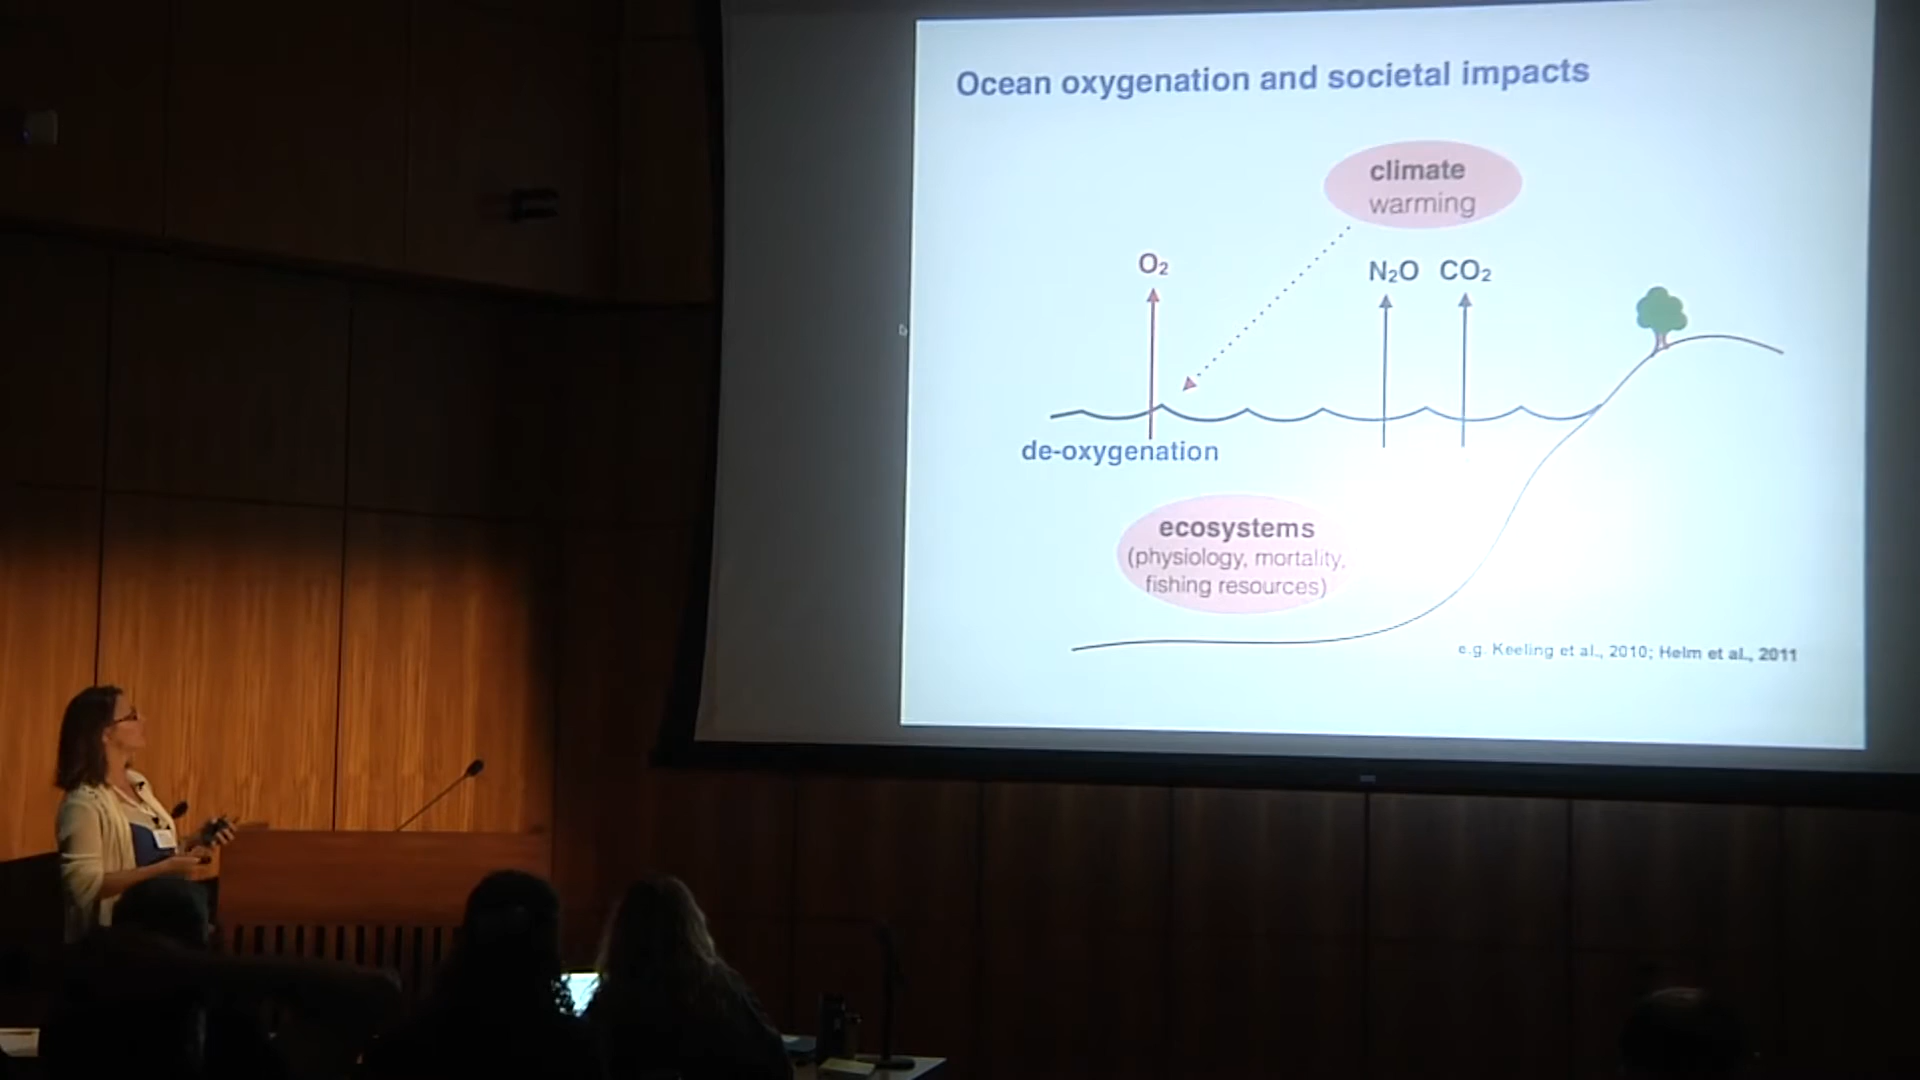 Ocean oxygenation and societal impacts
climate
warming
O₂
N₂O CO₂
de-oxygenation
ecosystems
(physiology, mortality,
fishing resources)
e.g. Keeling et al., 2010; Helm et al., 2011